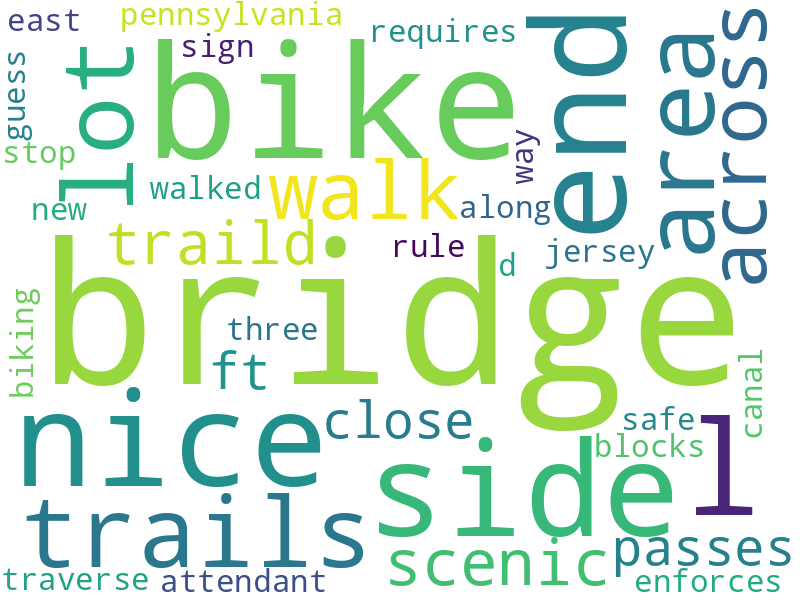 east
pennsylvania
sign
requires
guess
lot
bike
end
area
across
stop
walked
walk
way
new
along
traild
rule
d
jersey
bridge
biking
three
ft
canal
nice
close
safe
blocks
l
side
trails
scenic
passes
traverse
attendant
enforces